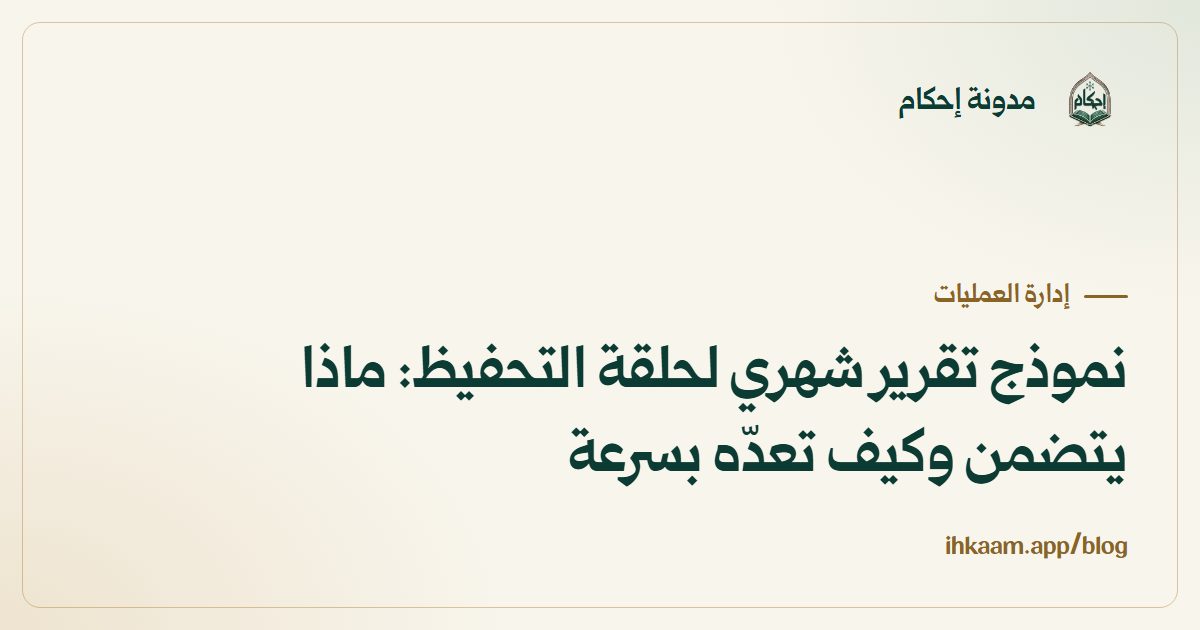 إحكام
مدونة إحكام
إدارة العمليات
نموذج تقرير شهري لحلقة التحفيظ: ماذا
يتضمن وكيف تعدّه بسرعة
ihkaam.app/blog